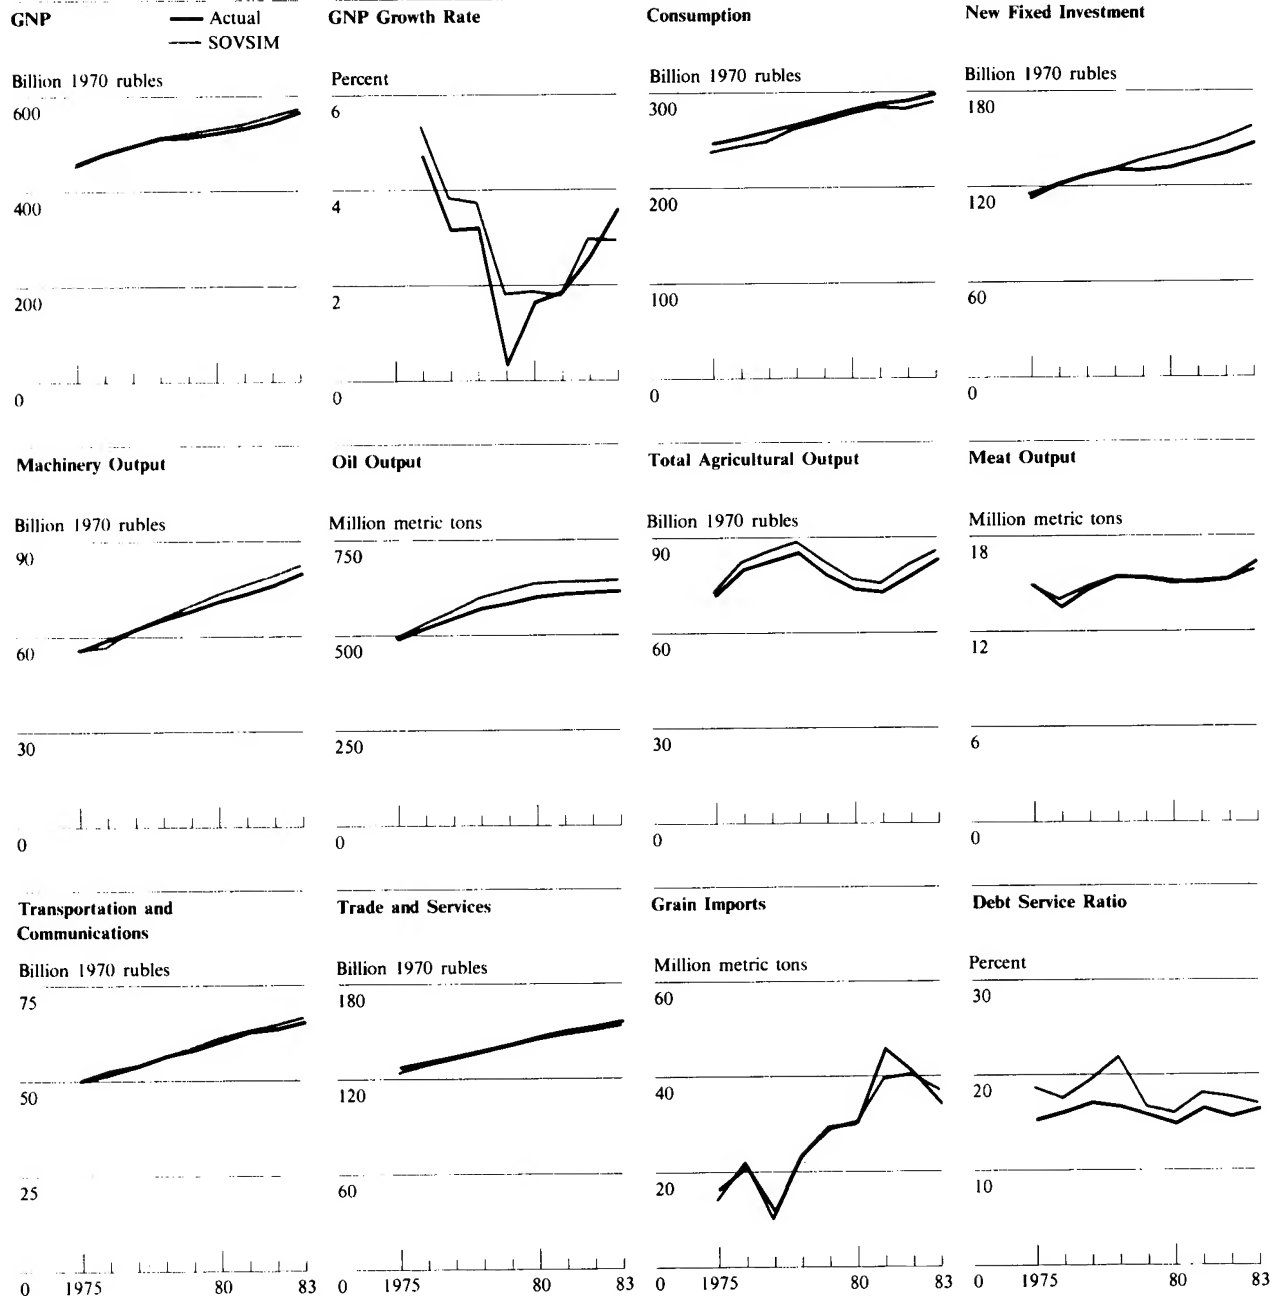 GNP
Actual
SOVSIM
Billion 1970 rubles
600
400
200
0
GNP Growth Rate
Percent
6
4
2
0
Consumption
Billion 1970 rubles
300
200
100
0
New Fixed Investment
Billion 1970 rubles
180
120
60
0
Machinery Output
Billion 1970 rubles
90
60
30
0
Oil Output
Million metric tons
750
500
250
0
Total Agricultural Output
Billion 1970 rubles
90
60
30
0
Meat Output
Million metric tons
18
12
6
0
Transportation and
Communications
Billion 1970 rubles
75
50
25
0 1975 80 83
Trade and Services
Billion 1970 rubles
180
120
60
0 1975 80 83
Grain Imports
Million metric tons
60
40
20
0 1975 80 83
Debt Service Ratio
Percent
30
20
10
0 1975 80 83